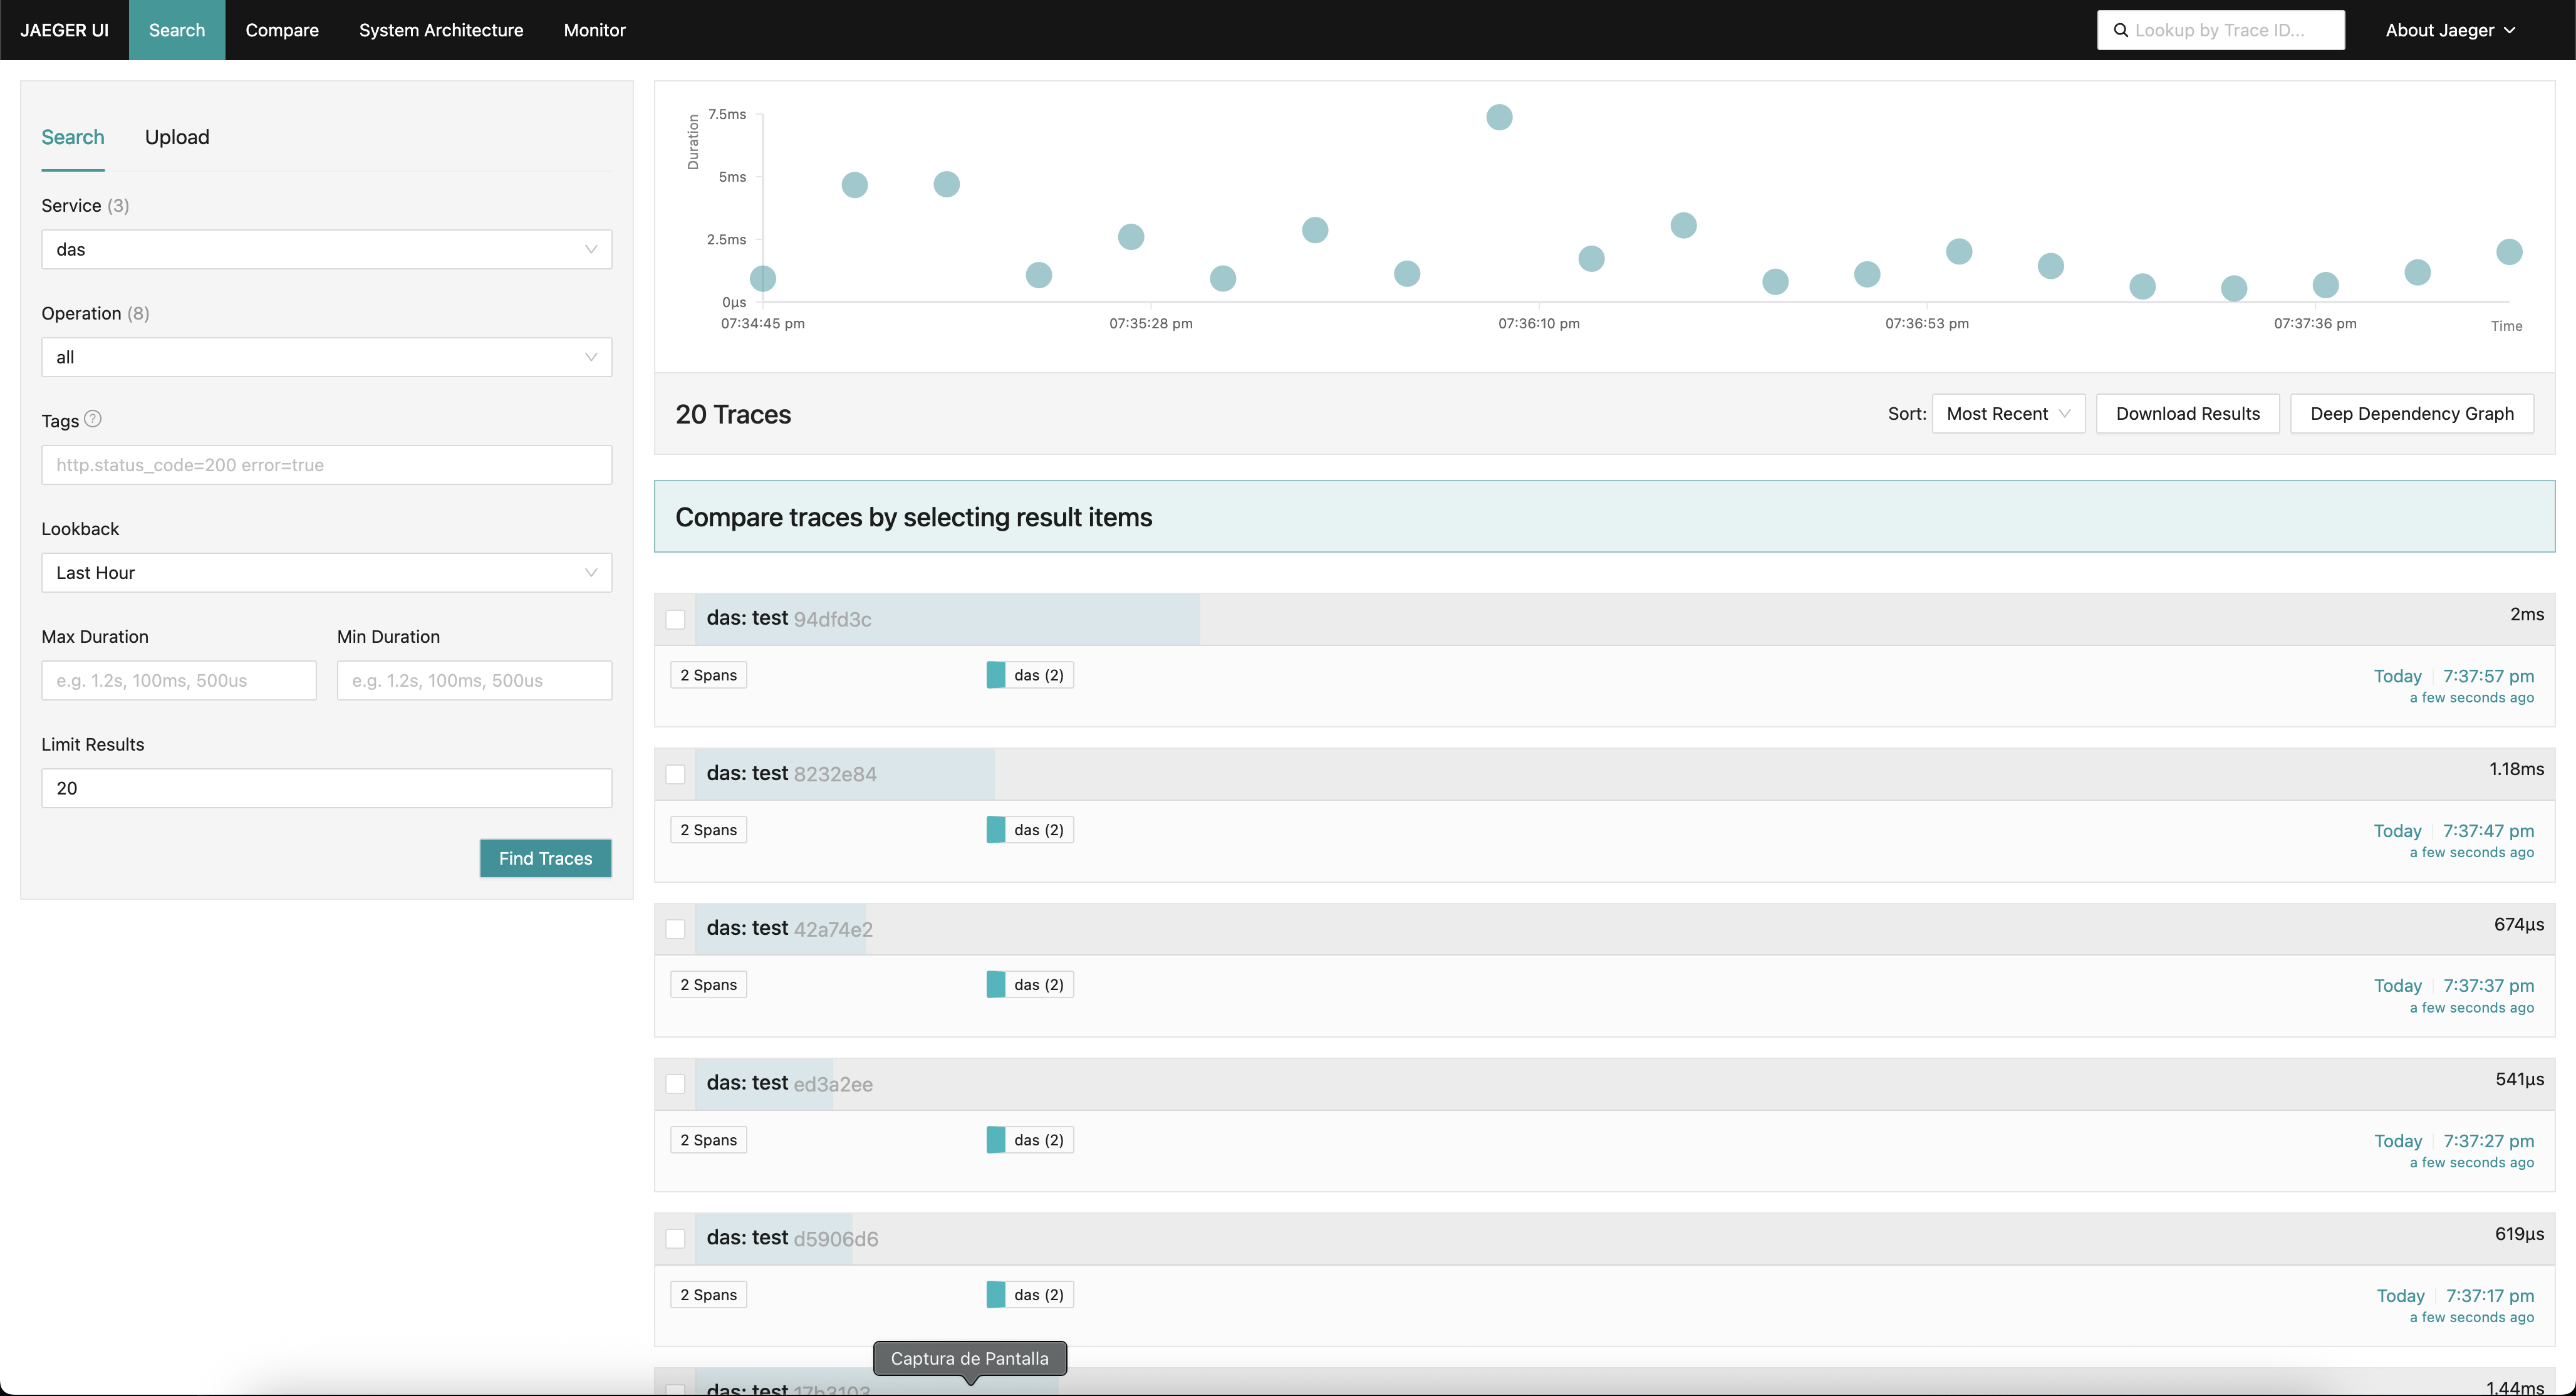 JAEGER UI Search Compare System Architecture Monitor Lookup by Trace ID... About Jaeger
Search Upload
Service (3)
das
Operation (8)
all
Tags ?
http.status_code=200 error=true
Lookback
Last Hour
Max Duration Min Duration
e.g. 1.2s, 100ms, 500us e.g. 1.2s, 100ms, 500us
Limit Results
20
Find Traces
Duration
7.5ms
5ms
2.5ms
0µs
07:34:45 pm 07:35:28 pm 07:36:10 pm 07:36:53 pm 07:37:36 pm Time
20 Traces Sort: Most Recent Download Results Deep Dependency Graph
Compare traces by selecting result items
das: test 94dfd3c 2ms
2 Spans das (2) Today 7:37:57 pm
a few seconds ago
das: test 8232e84 1.18ms
2 Spans das (2) Today 7:37:47 pm
a few seconds ago
das: test 42a74e2 674µs
2 Spans das (2) Today 7:37:37 pm
a few seconds ago
das: test ed3a2ee 541µs
2 Spans das (2) Today 7:37:27 pm
a few seconds ago
das: test d5906d6 619µs
2 Spans das (2) Today 7:37:17 pm
a few seconds ago
Captura de Pantalla
das: test 17b3103 1.44ms